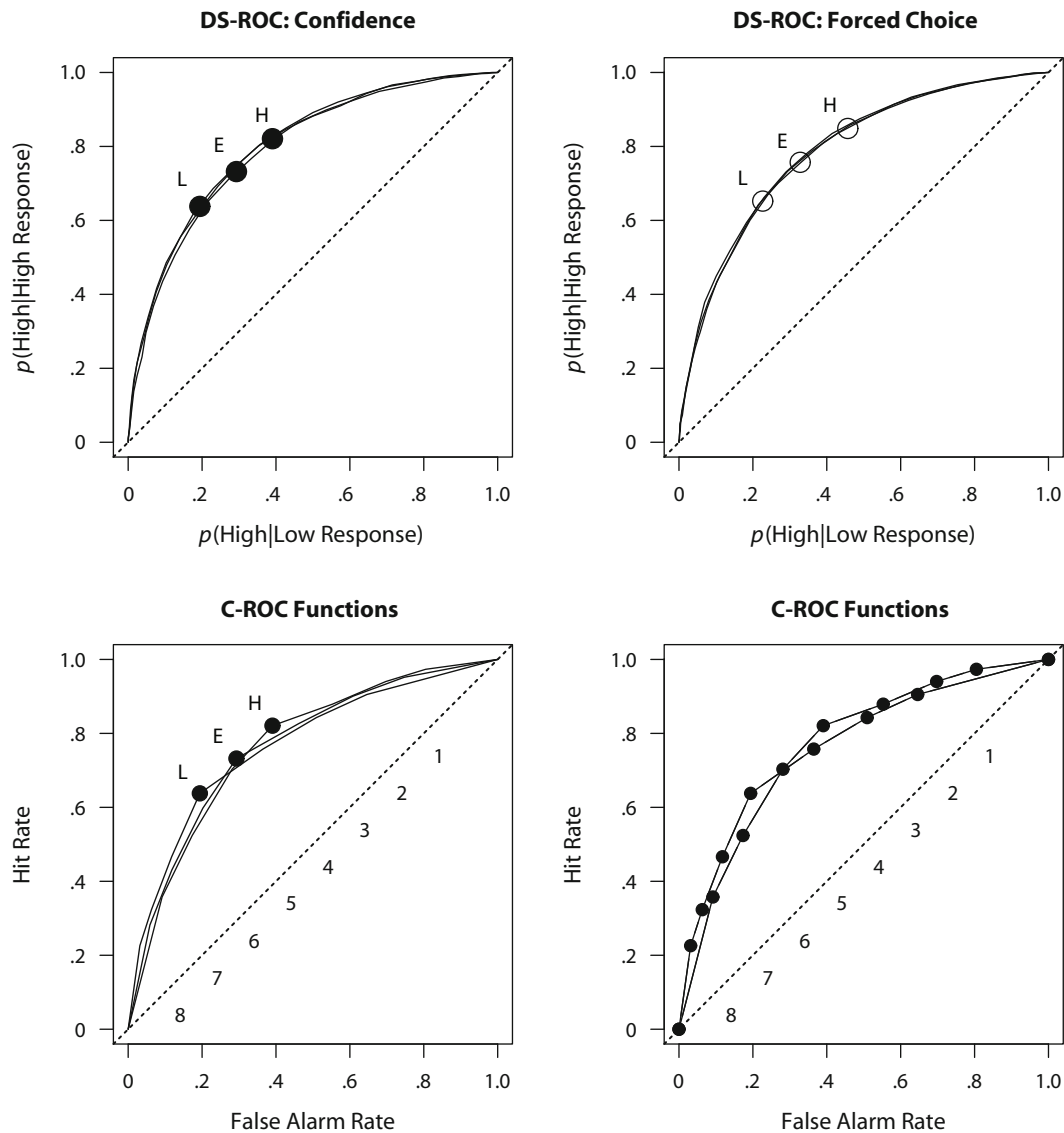 DS-ROC: Confidence
p(High|High Response)
1.0
.8
.6
.4
.2
0
H
E
L
0 .2 .4 .6 .8 1.0
p(High|Low Response)
DS-ROC: Forced Choice
p(High|High Response)
1.0
.8
.6
.4
.2
0
H
E
L
0 .2 .4 .6 .8 1.0
p(High|Low Response)
C-ROC Functions
Hit Rate
1.0
.8
.6
.4
.2
0
H
E
L
1
2
3
4
5
6
7
8
0 .2 .4 .6 .8 1.0
False Alarm Rate
C-ROC Functions
Hit Rate
1.0
.8
.6
.4
.2
0
1
2
3
4
5
6
7
8
0 .2 .4 .6 .8 1.0
False Alarm Rate